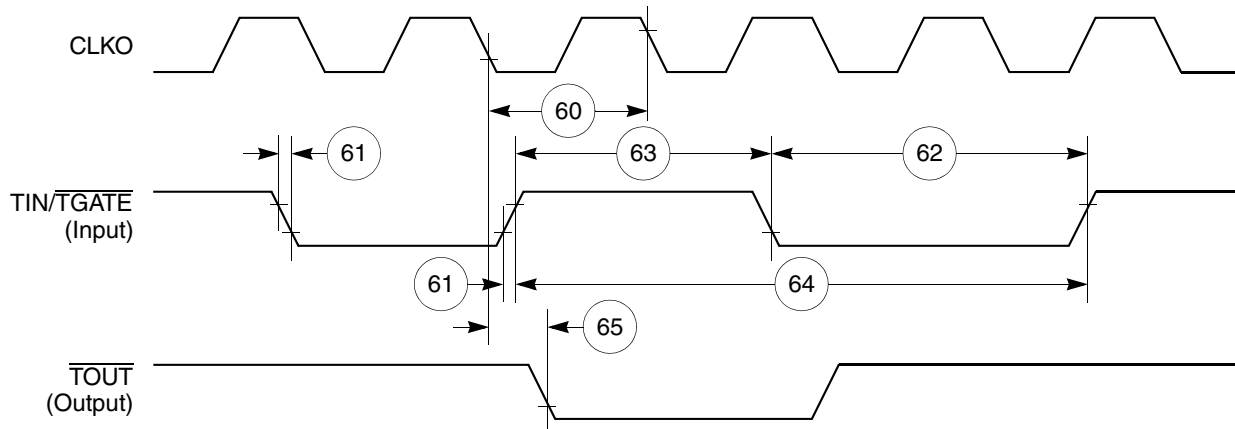 CLKO
60
61
63
62
TIN/TGATE
(Input)
61
64
65
TOUT
(Output)